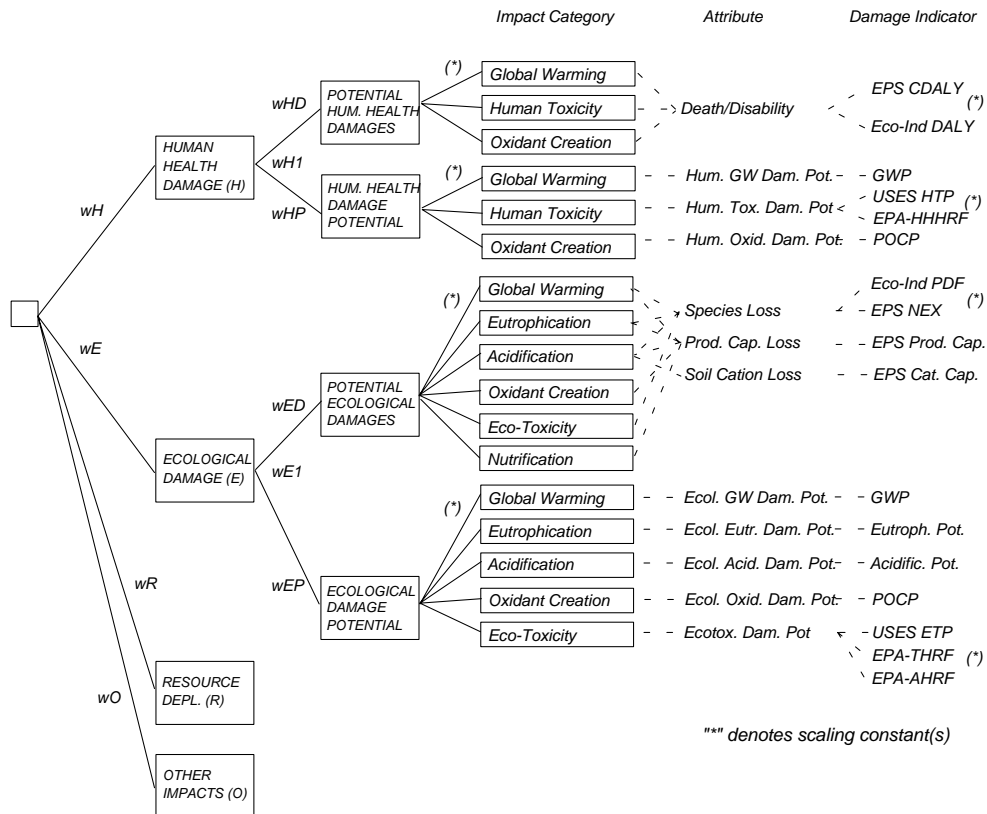 Impact Category Attribute Damage Indicator
(*)
Global Warming
wHD
POTENTIAL
HUM. HEALTH
DAMAGES
Human Toxicity
Oxidant Creation
Death/Disability
EPS CDALY
(*)
Eco-Ind DALY
HUMAN
HEALTH
DAMAGE (H)
wH1
wH
wHP
HUM. HEALTH
DAMAGE
POTENTIAL
(*)
Global Warming Hum. GW Dam. Pot. GWP
Human Toxicity Hum. Tox. Dam. Pot USES HTP (*)
EPA-HHHRF
Oxidant Creation Hum. Oxid. Dam. Pot. POCP
(*)
Global Warming
Eutrophication
Acidification
Oxidant Creation
Eco-Toxicity
Nutrification
Eco-Ind PDF
(*)
Species Loss EPS NEX
Prod. Cap. Loss EPS Prod. Cap.
Soil Cation Loss EPS Cat. Cap.
wE
wED
POTENTIAL
ECOLOGICAL
DAMAGES
ECOLOGICAL
DAMAGE (E)
wE1
wEP
ECOLOGICAL
DAMAGE
POTENTIAL
(*)
Global Warming Ecol. GW Dam. Pot. GWP
Eutrophication Ecol. Eutr. Dam. Pot. Eutroph. Pot.
Acidification Ecol. Acid. Dam. Pot. Acidific. Pot.
Oxidant Creation Ecol. Oxid. Dam. Pot. POCP
Eco-Toxicity Ecotox. Dam. Pot USES ETP
EPA-THRF (*)
EPA-AHRF
wR
RESOURCE
DEPL. (R)
wO
OTHER
IMPACTS (O)
"*" denotes scaling constant(s)